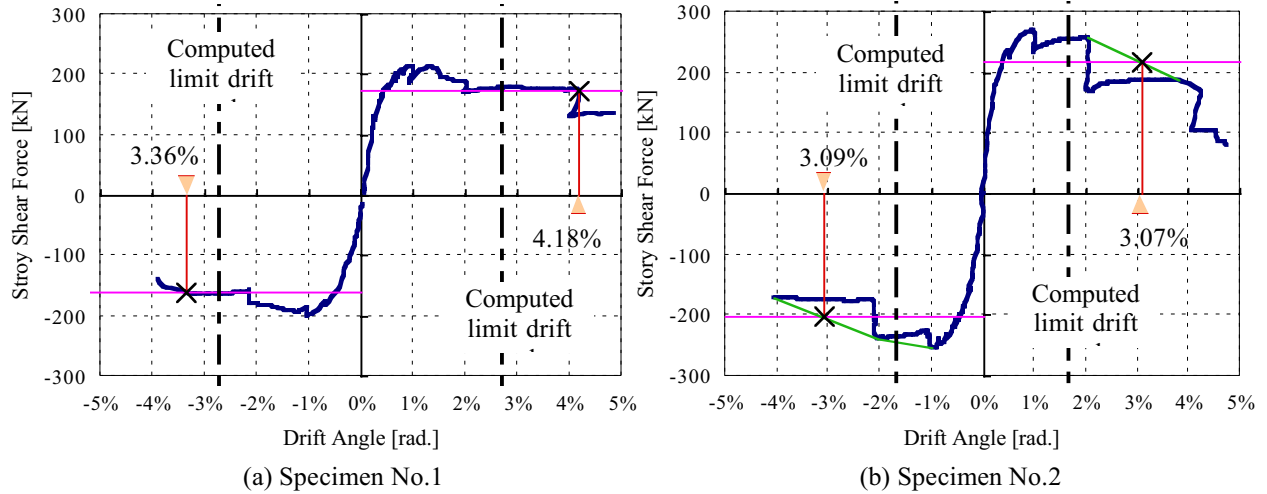 300
200
100
0
-100
-200
-300
Stroy Shear Force [kN]
Computed
limit drift
3.36%
4.18%
Computed
limit drift
-5% -4% -3% -2% -1% 0% 1% 2% 3% 4% 5%
Drift Angle [rad.]
(a) Specimen No.1
300
200
100
0
-100
-200
-300
Story Shear Force [kN]
Computed
limit drift
3.09%
3.07%
Computed
limit drift
-5% -4% -3% -2% -1% 0% 1% 2% 3% 4% 5%
Drift Angle [rad.]
(b) Specimen No.2